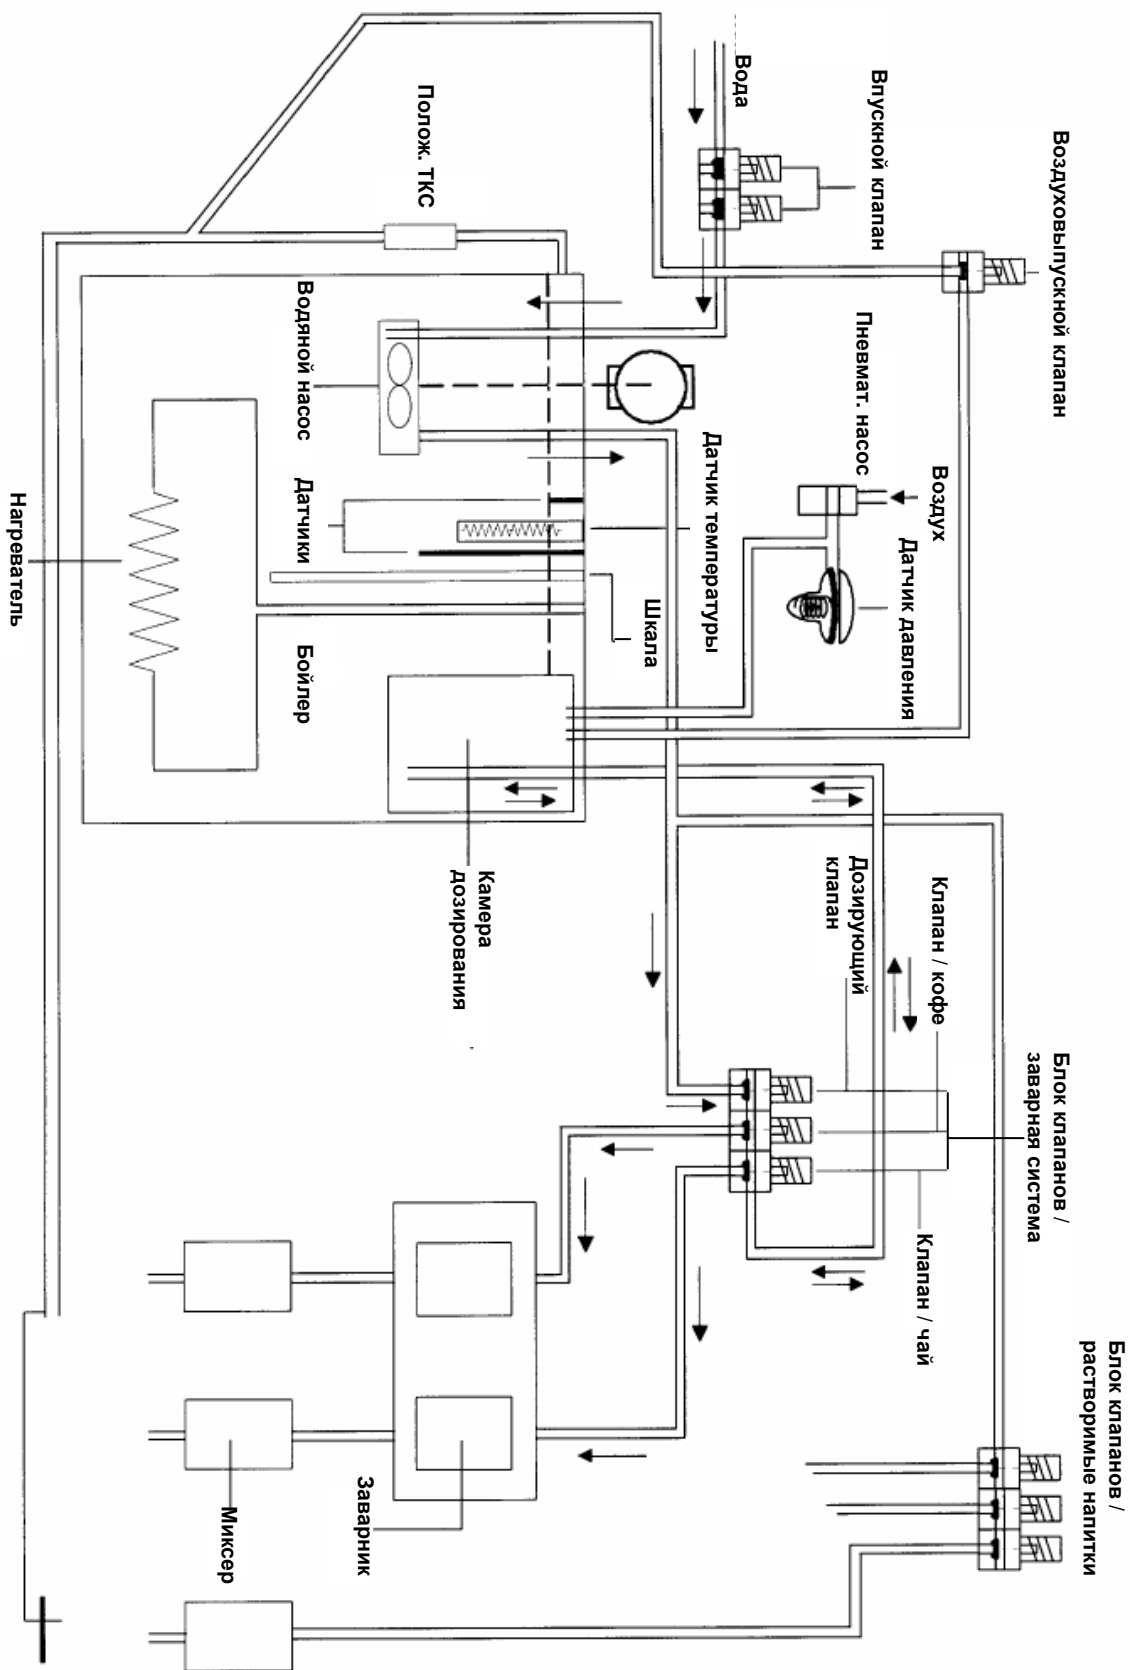 Вода
Впускной клапан
Воздуховыпускной клапан
Полож. ТКС
Пневмат. насос
Воздух
Водяной насос
Датчик температуры
Датчик давления
Датчики
Шкала
Нагреватель
Бойлер
Камера
дозирования
Дозирующий
клапан
Клапан / кофе
Блок клапанов /
заварная система
Клапан / чай
Блок клапанов /
растворимые напитки
Заварник
Миксер